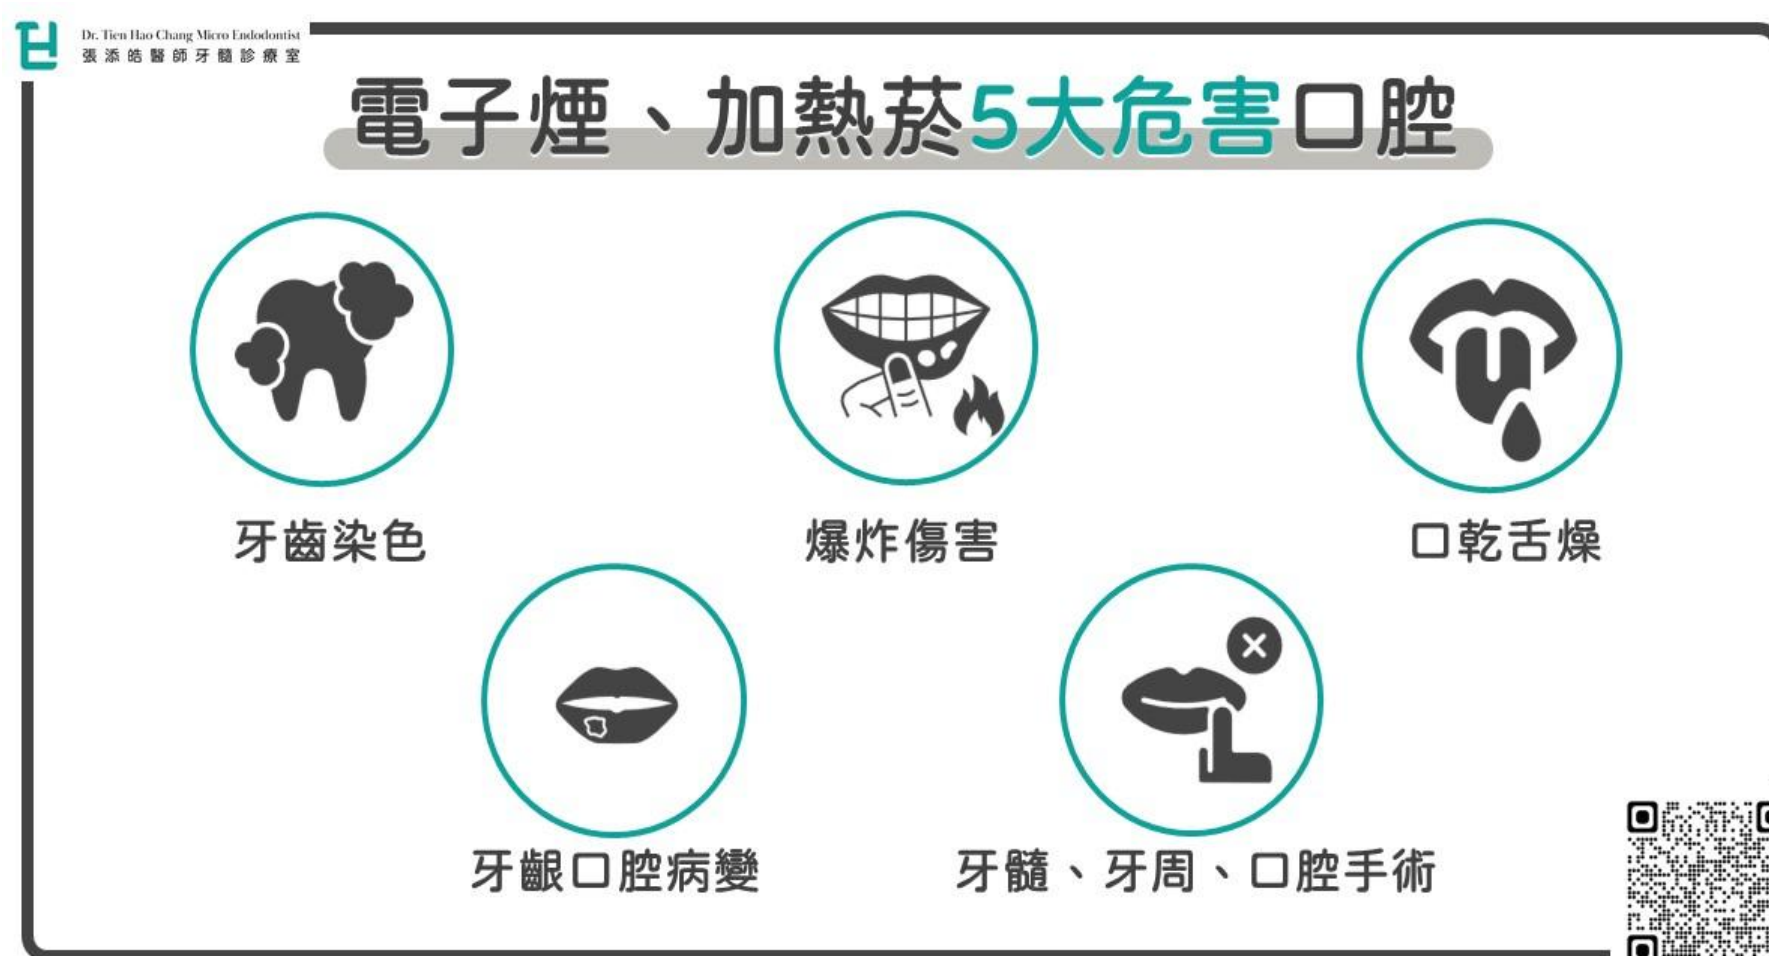 Dr. Tien Hao Chang Micro Endodontist
張添皓醫師牙髓診療室
電子煙、加熱菸5大危害口腔
牙齒染色
爆炸傷害
口乾舌燥
牙齦口腔病變
牙髓、牙周、口腔手術